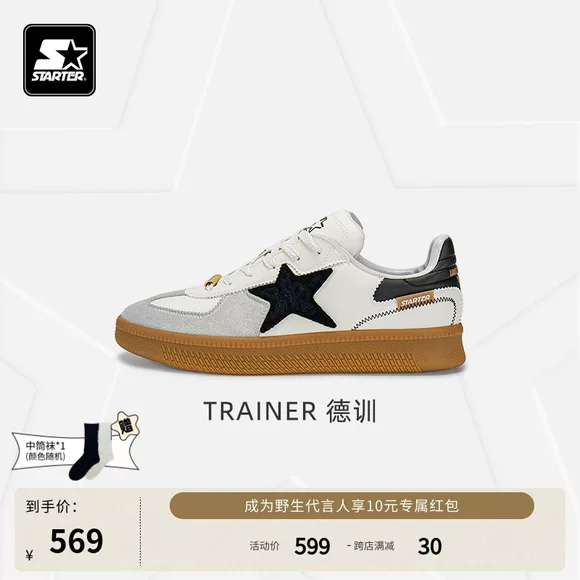 STARTER
STARTER
TRAINER 德训
赠
中筒袜*1
(颜色随机)
到手价:
¥ 569
成为野生代言人享10元专属红包
活动价 599 - 跨店满减 30